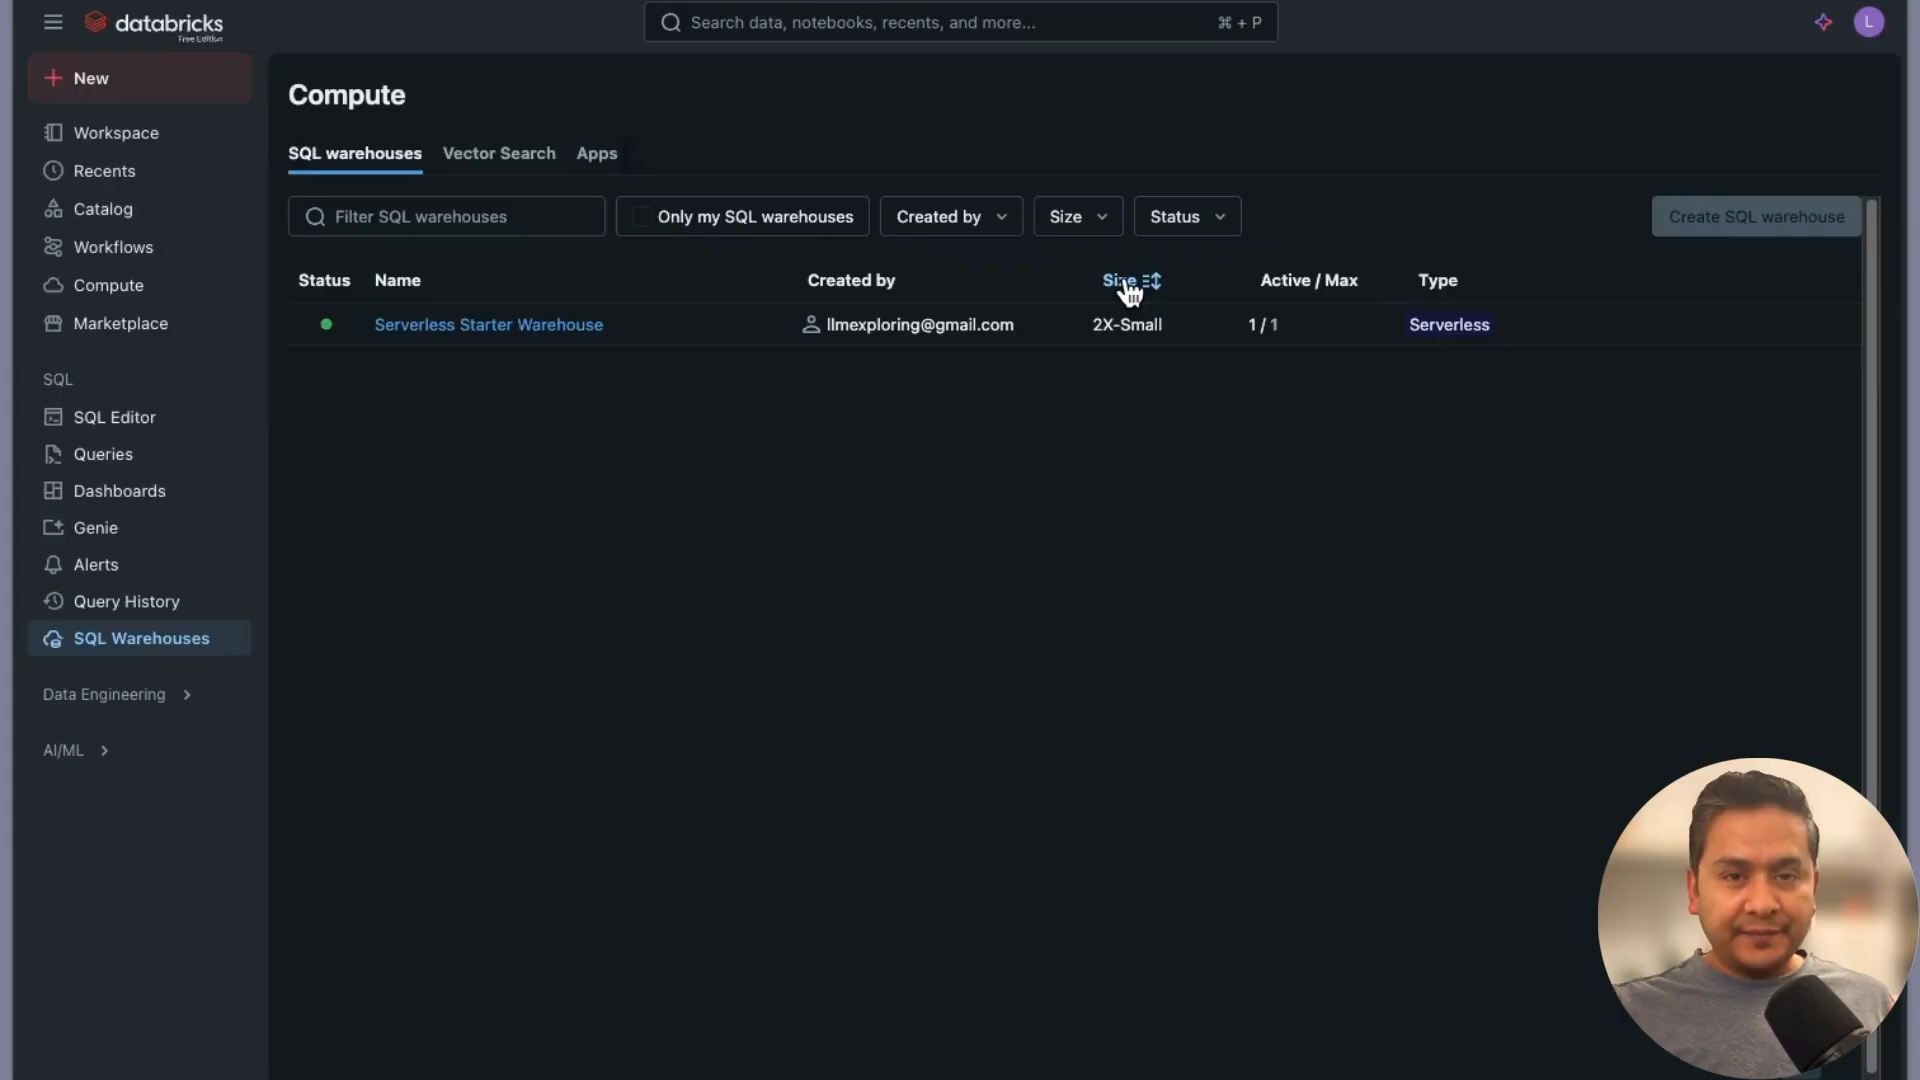 databricks
Free Edition
Search data, notebooks, recents, and more...
⌘ + P
L
New
Workspace
Recents
Catalog
Workflows
Compute
Marketplace
SQL
SQL Editor
Queries
Dashboards
Genie
Alerts
Query History
SQL Warehouses
Data Engineering
AI/ML
Compute
SQL warehouses Vector Search Apps
Filter SQL warehouses Only my SQL warehouses Created by Size Status Create SQL warehouse
Status Name Created by Size Active / Max Type
Serverless Starter Warehouse llmexploring@gmail.com 2X-Small 1 / 1 Serverless